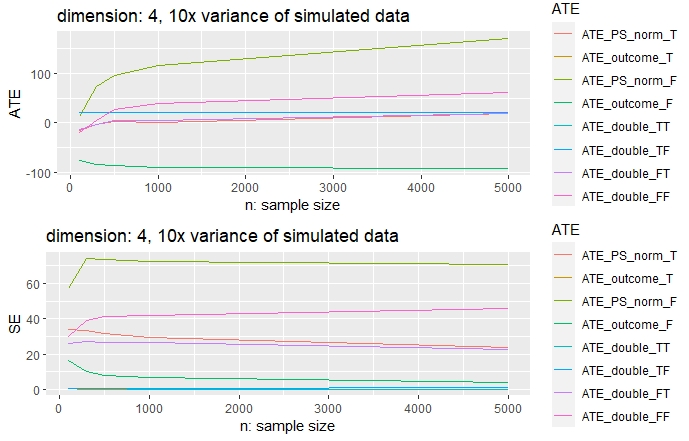 dimension: 4, 10x variance of simulated data
ATE
100
0
-100
0
1000
2000
3000
4000
5000
n: sample size
ATE
ATE_PS_norm_T
ATE_outcome_T
ATE_PS_norm_F
ATE_outcome_F
ATE_double_TT
ATE_double_TF
ATE_double_FT
ATE_double_FF
dimension: 4, 10x variance of simulated data
SE
60
40
20
0
0
1000
2000
3000
4000
5000
n: sample size
ATE
ATE_PS_norm_T
ATE_outcome_T
ATE_PS_norm_F
ATE_outcome_F
ATE_double_TT
ATE_double_TF
ATE_double_FT
ATE_double_FF